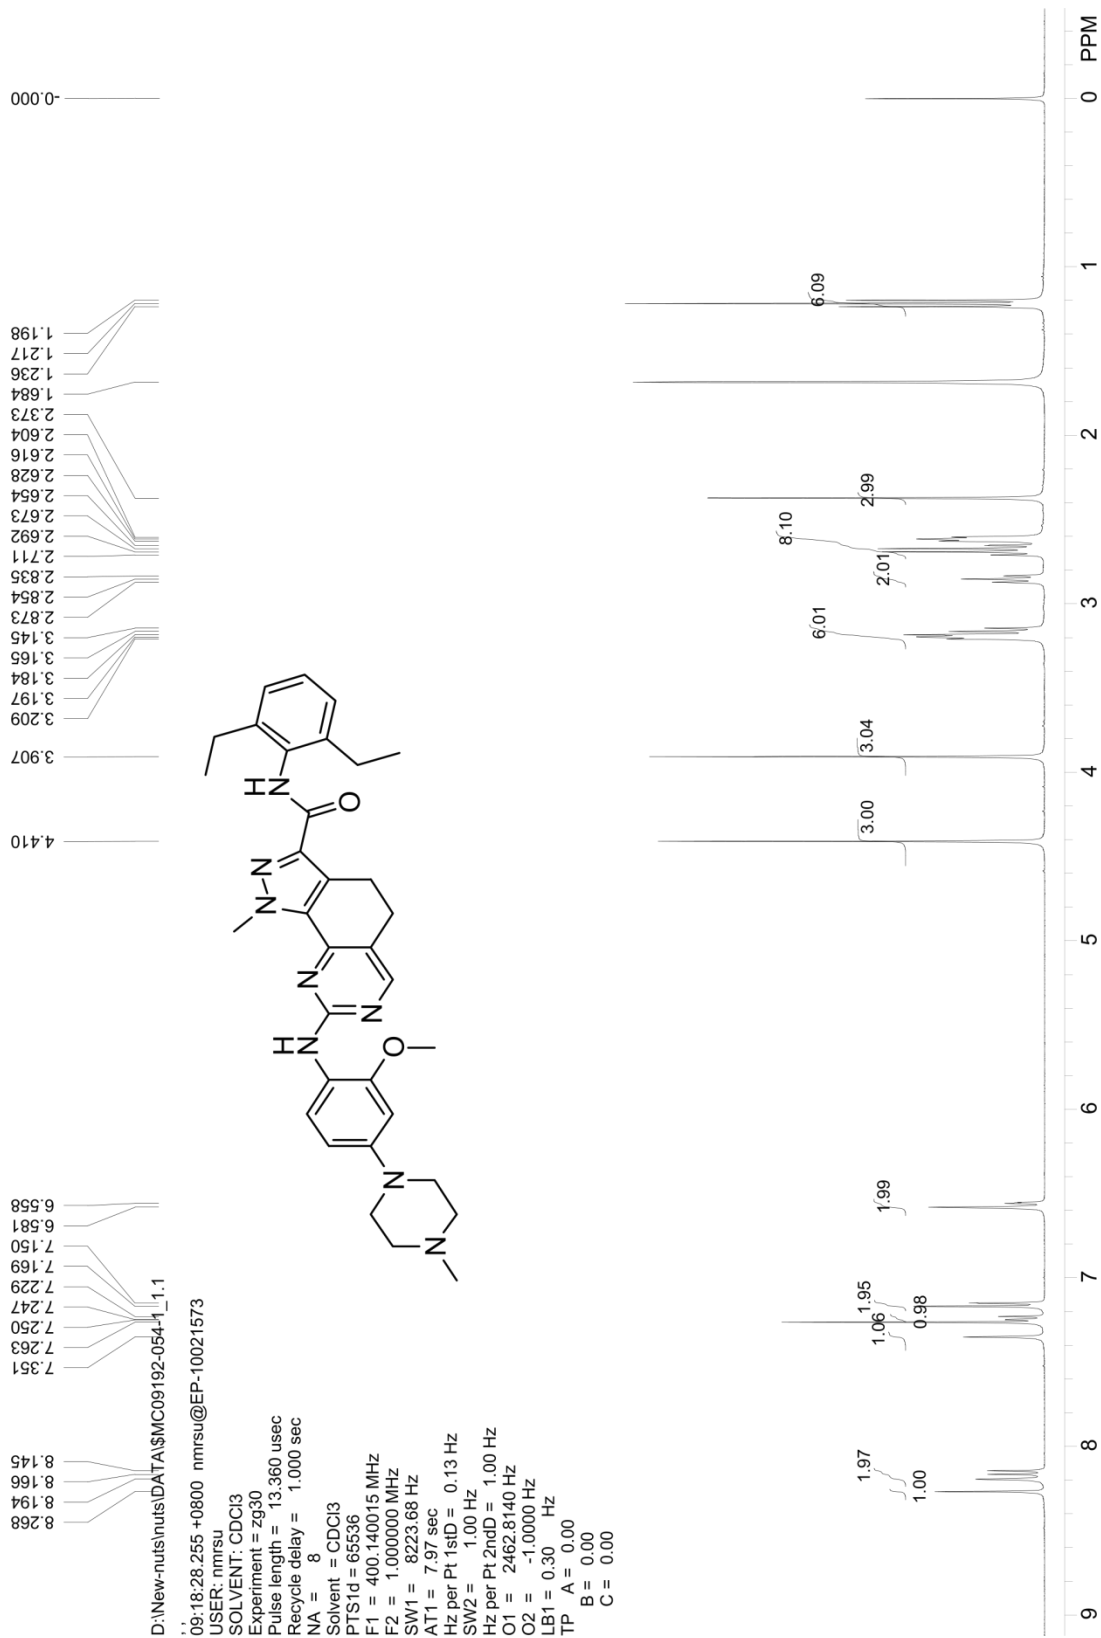 8.268
8.194
8.166
8.145
7.351
7.263
7.250
7.247
7.229
7.169
7.150
6.581
6.558
4.410
3.907
3.209
3.197
3.184
3.165
3.145
2.873
2.854
2.835
2.711
2.692
2.673
2.654
2.628
2.616
2.604
2.373
1.684
1.236
1.217
1.198
-0.000
D:\New-nuts\nuts\DATA\$MC09192-054-1_1.1
, ,
09:18:28.255 +0800 nmrsu@EP-10021573
USER: nmrsu
SOLVENT: CDCl3
Experiment = zg30
Pulse length = 13.360 usec
Recycle delay = 1.000 sec
NA = 8
Solvent = CDCl3
PTS1d = 65536
F1 = 400.140015 MHz
F2 = 1.000000 MHz
SW1 = 8223.68 Hz
AT1 = 7.97 sec
Hz per Pt 1stD = 0.13 Hz
SW2 = 1.00 Hz
Hz per Pt 2ndD = 1.00 Hz
O1 = 2462.8140 Hz
O2 = -1.0000 Hz
LB1 = 0.30 Hz
TP A = 0.00
B = 0.00
C = 0.00
N
N
H
N
O
N
N
N
N
H
N
O
1.97
1.00
1.06
0.98
1.95
1.99
3.00
3.04
6.01
2.01
8.10
2.99
6.09
9
8
7
6
5
4
3
2
1
0
PPM